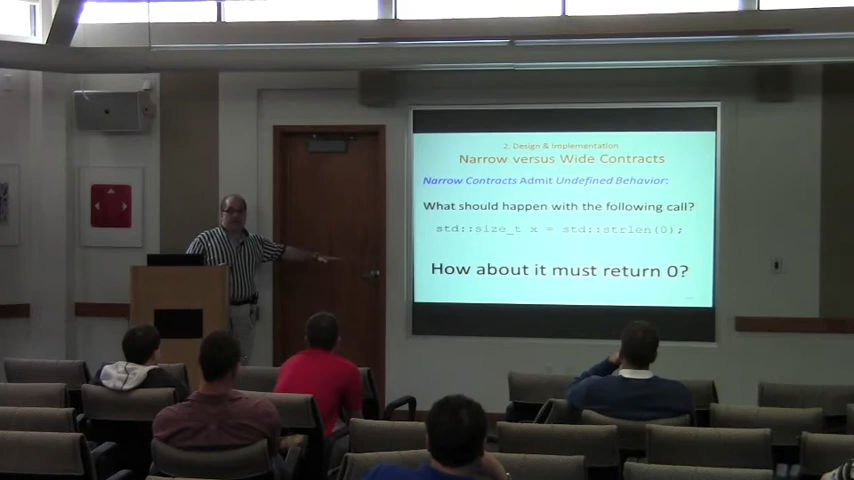 2. Design & Implementation
Narrow versus Wide Contracts
Narrow Contracts Admit Undefined Behavior:
What should happen with the following call?
std::size_t x = std::strlen(0);
How about it must return 0?